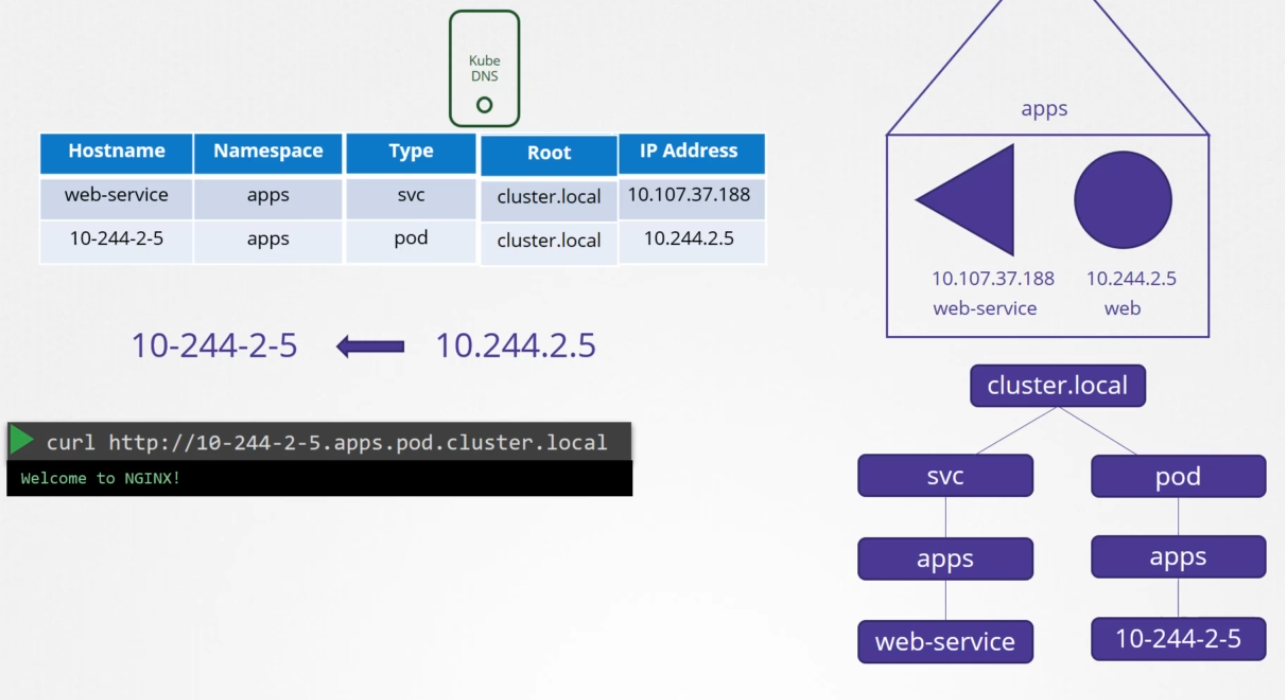 Kube
DNS
Hostname Namespace Type Root IP Address
web-service apps svc cluster.local 10.107.37.188
10-244-2-5 apps pod cluster.local 10.244.2.5
10-244-2-5 10.244.2.5
curl http://10-244-2-5.apps.pod.cluster.local
Welcome to NGINX!
apps
10.107.37.188 10.244.2.5
web-service web
cluster.local
svc pod
apps apps
web-service 10-244-2-5